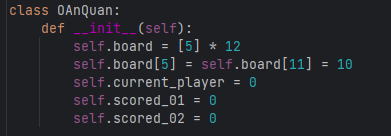 class OAnQuan:
    def __init__(self):
        self.board = [5] * 12
        self.board[5] = self.board[11] = 10
        self.current_player = 0
        self.scored_01 = 0
        self.scored_02 = 0